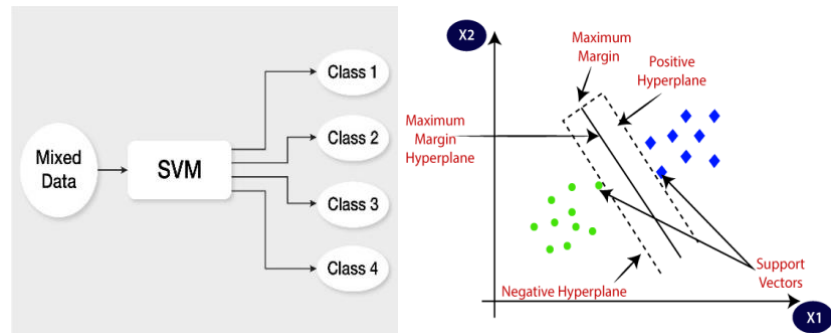 Mixed
Data
SVM
Class 1
Class 2
Class 3
Class 4
X2
Maximum
Margin
Positive
Hyperplane
Maximum
Margin
Hyperplane
Support
Vectors
Negative Hyperplane
X1